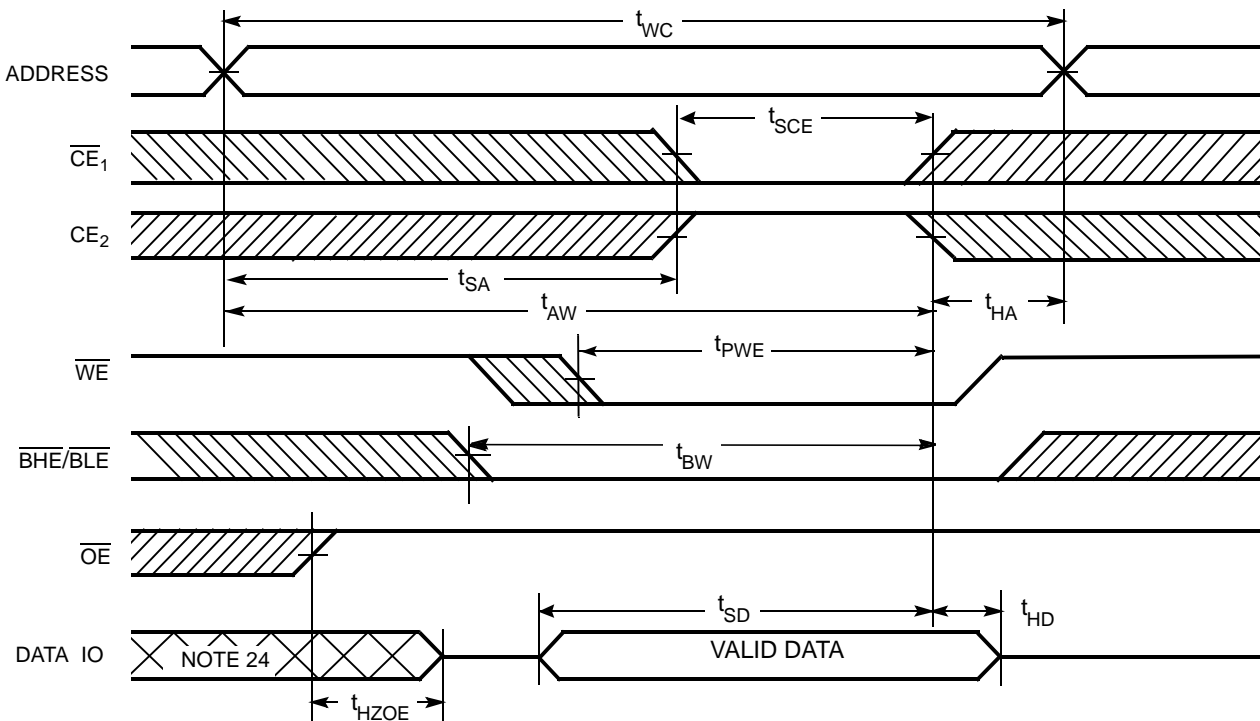 tWC
ADDRESS
tSCE
CE1
CE2
tSA
tAW
tHA
tPWE
WE
BHE/BLE
tBW
OE
tSD
tHD
DATA IO
NOTE 24
VALID DATA
tHZOE